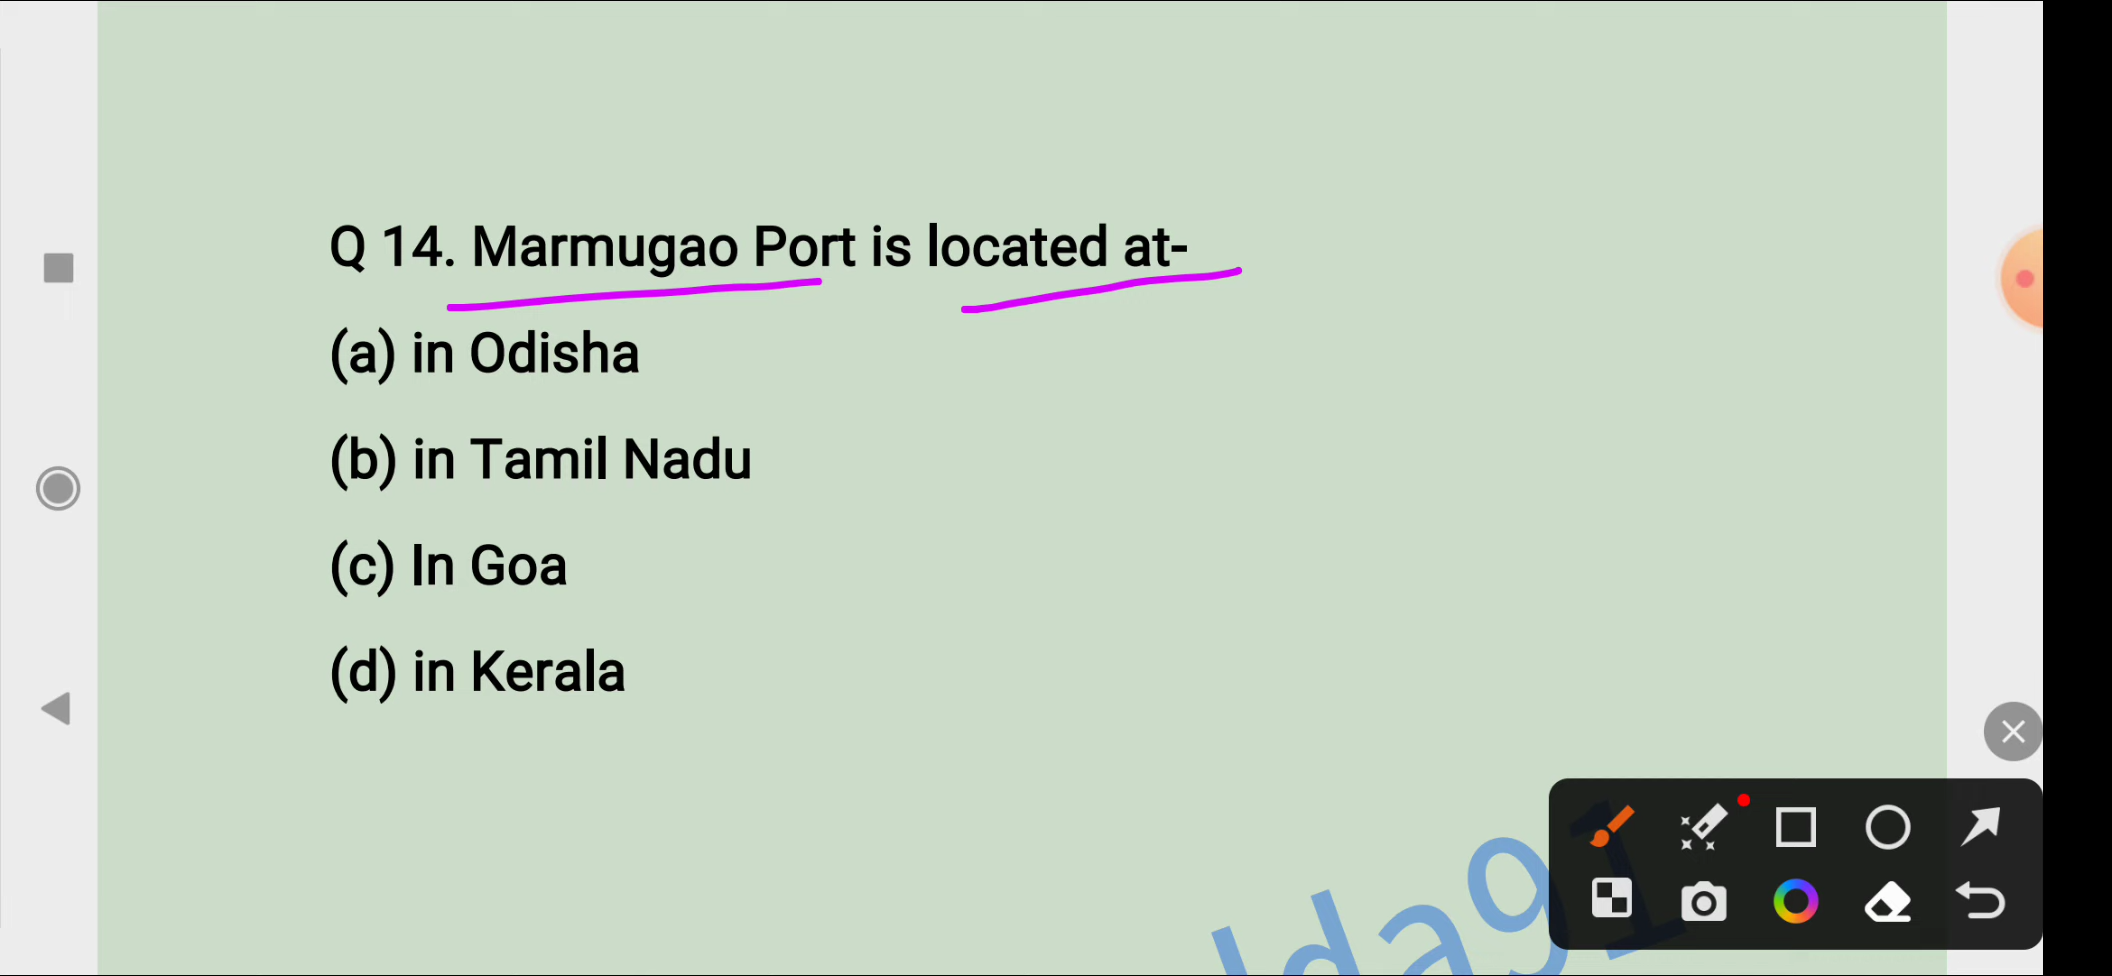 Q 14. Marmugao Port is located at-
(a) in Odisha
(b) in Tamil Nadu
(c) In Goa
(d) in Kerala